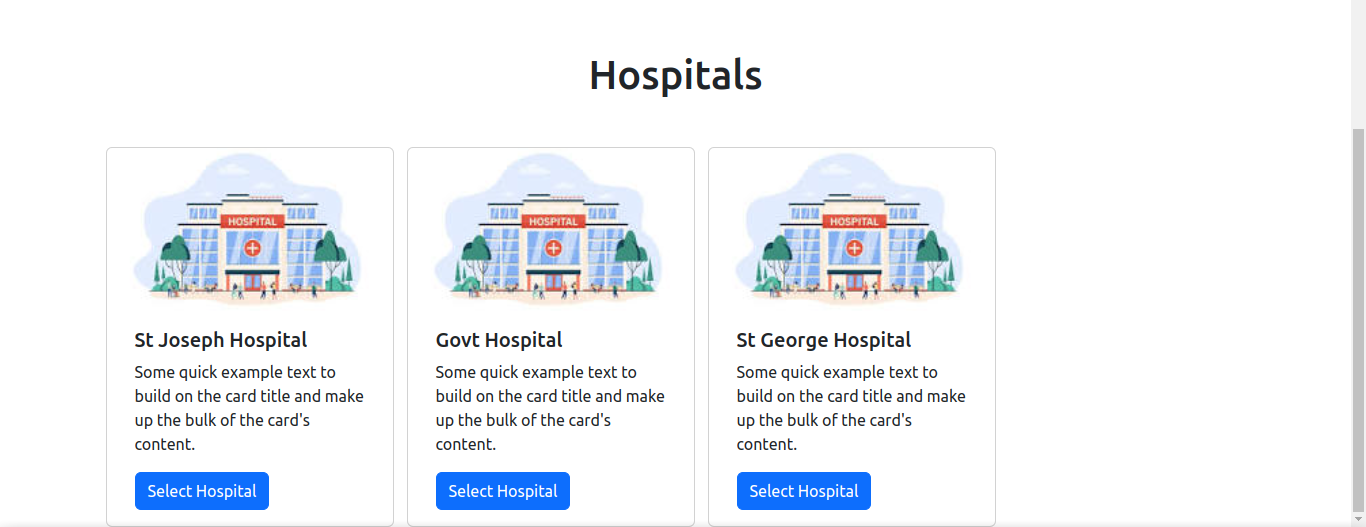 Hospitals
HOSPITAL
HOSPITAL
HOSPITAL
St Joseph Hospital
Some quick example text to
build on the card title and make
up the bulk of the card's
content.
Select Hospital
Govt Hospital
Some quick example text to
build on the card title and make
up the bulk of the card's
content.
Select Hospital
St George Hospital
Some quick example text to
build on the card title and make
up the bulk of the card's
content.
Select Hospital